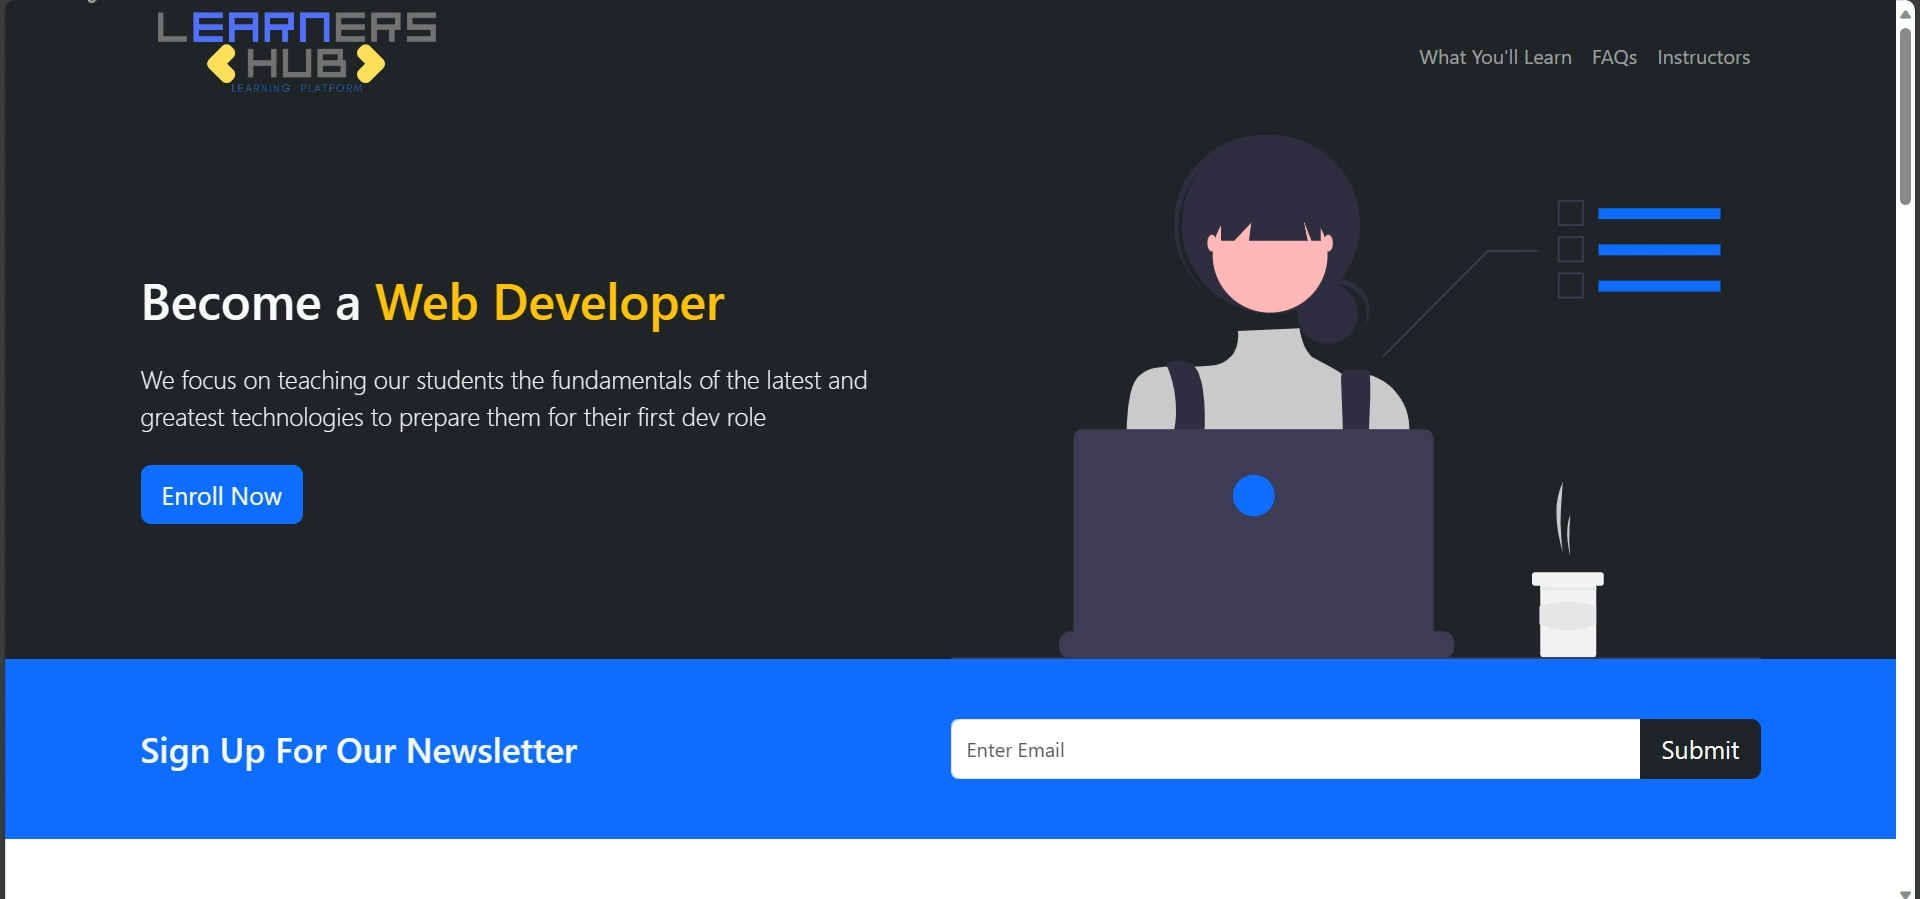 LEARNERS
HUB
LEARNING PLATFORM
What You'll Learn FAQs Instructors
Become a Web Developer
We focus on teaching our students the fundamentals of the latest and
greatest technologies to prepare them for their first dev role
Enroll Now
Sign Up For Our Newsletter
Enter Email
Submit